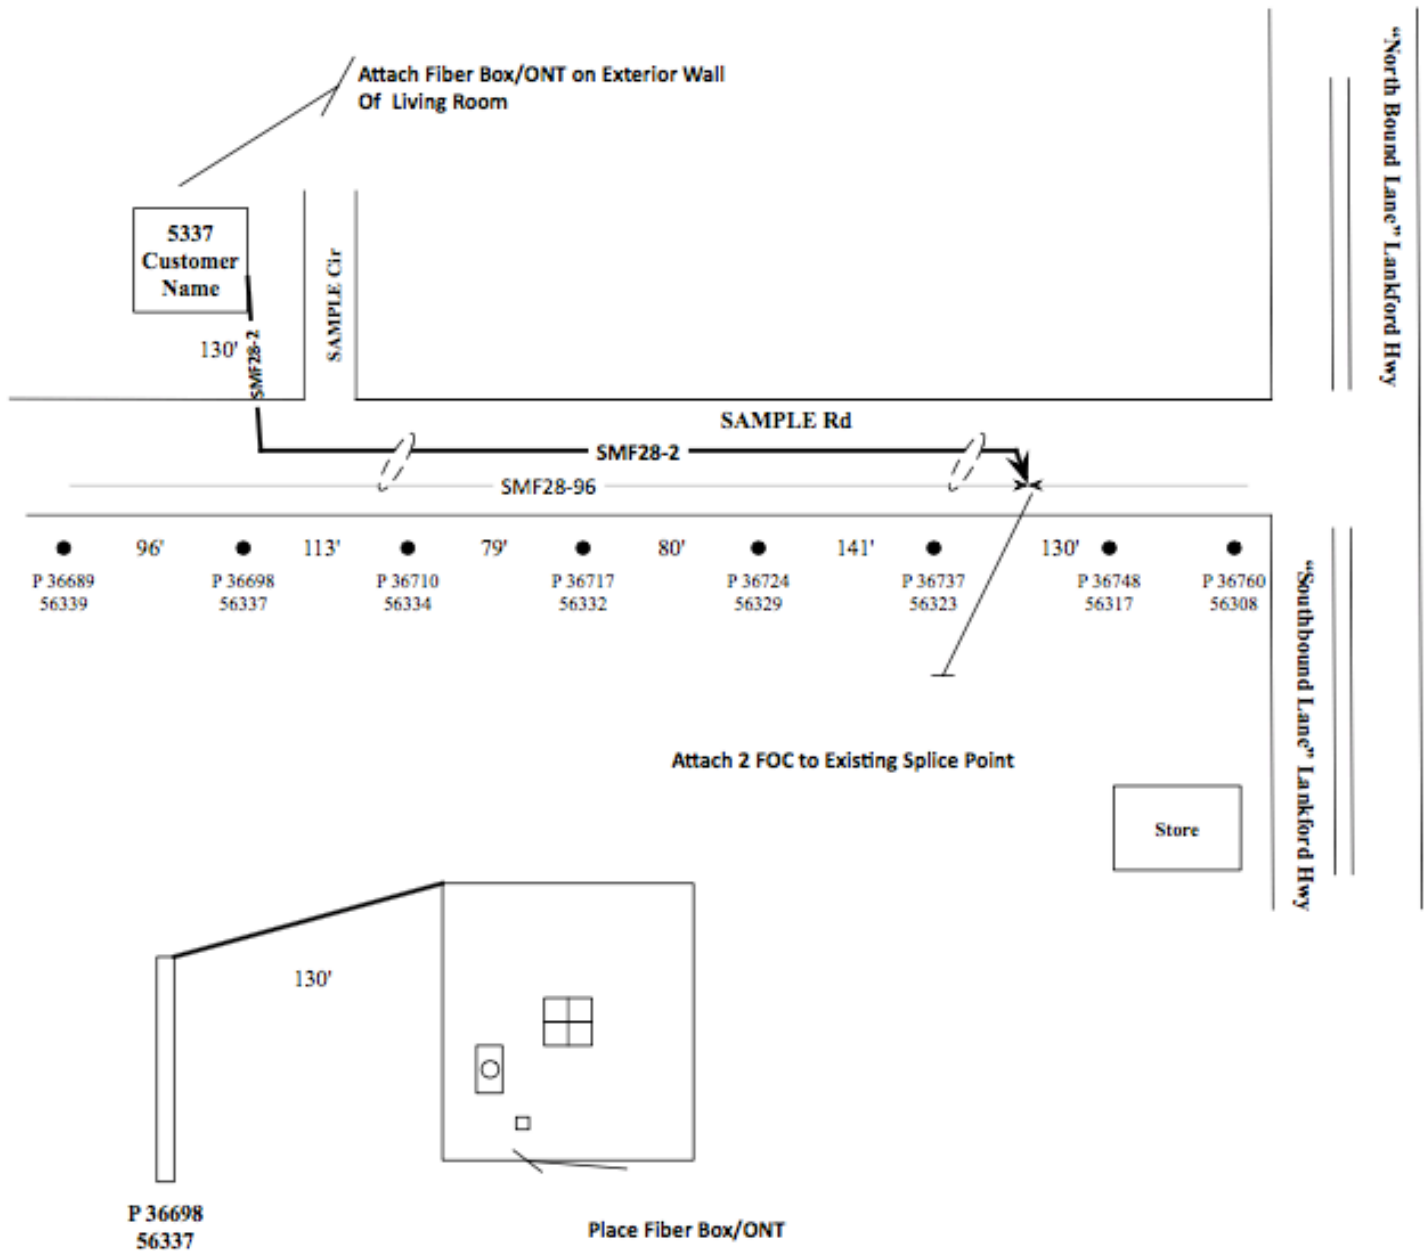 Attach Fiber Box/ONT on Exterior Wall
Of Living Room
"North Bound Lane" Lankford Hwy
5337
Customer
Name
SAMPLE Cir
130'
SMF28-2
SAMPLE Rd
SMF28-2
SMF28-96
96'
113'
79'
80'
141'
130'
P 36689
56339
P 36698
56337
P 36710
56334
P 36717
56332
P 36724
56329
P 36737
56323
P 36748
56317
P 36760
56308
"Southbound Lane" Lankford Hwy
Attach 2 FOC to Existing Splice Point
Store
130'
P 36698
56337
Place Fiber Box/ONT